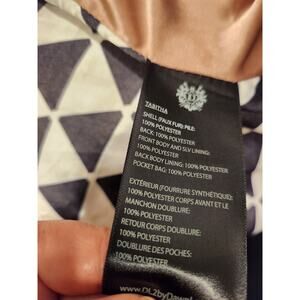 D
TABITHA
SHELL (FAUX FUR): PILE:
100% POLYESTER
BACK: 100% POLYESTER
FRONT BODY AND SLV LINING:
100% POLYESTER
BACK BODY LINING: 100% POLYESTER
POCKET BAG: 100% POLYESTER
EXTÉRIEUR (FOURRURE SYNTHÉTIQUE):
100% POLYESTER CORPS AVANT ET LE
MANCHON DOUBLURE:
100% POLYESTER
RETOUR CORPS DOUBLURE:
100% POLYESTER
DOUBLURE DES POCHES:
100% POLYESTER